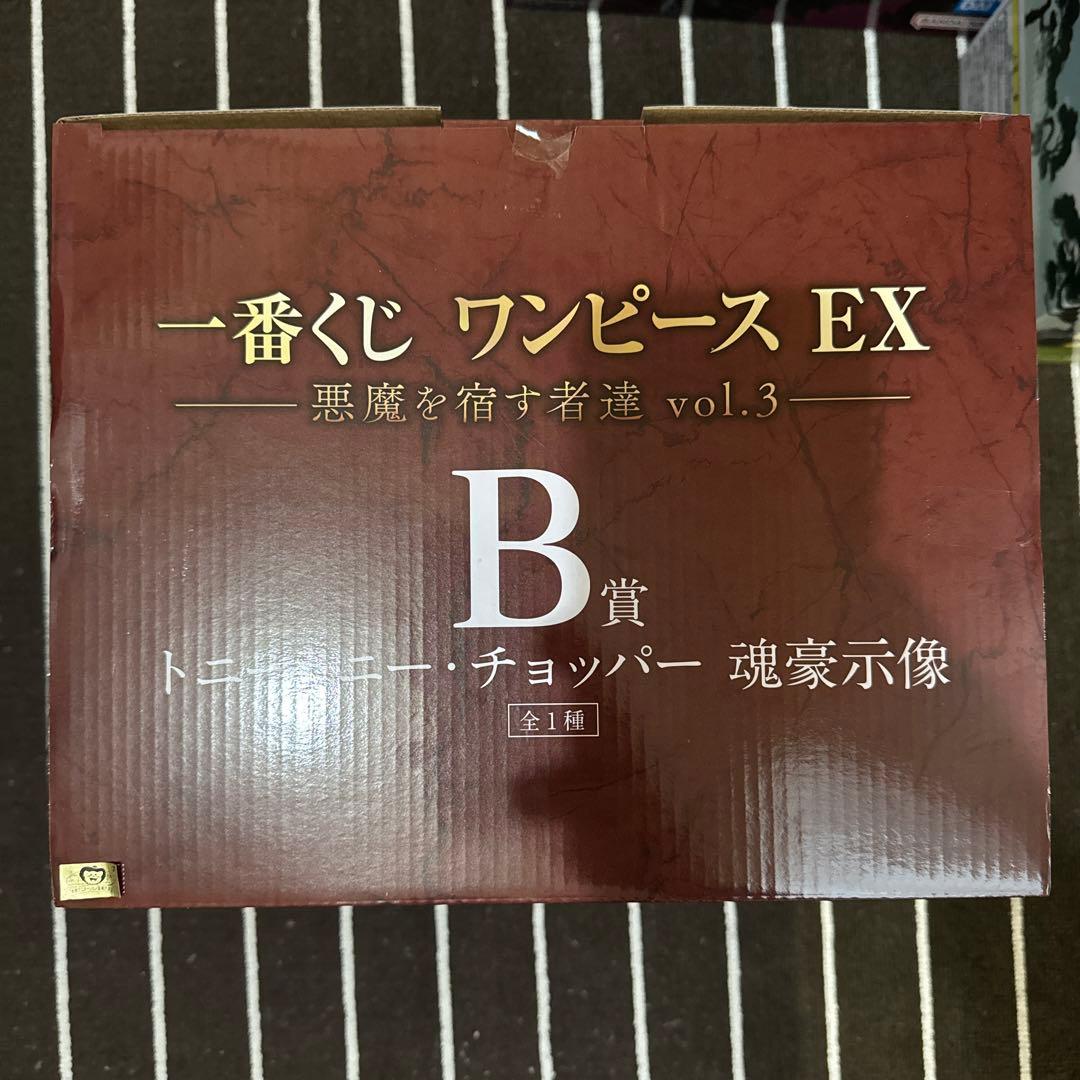 一番くじ ワンピース EX
悪魔を宿す者達 vol.3
B賞
トニートニー・チョッパー 魂豪示像
全1種